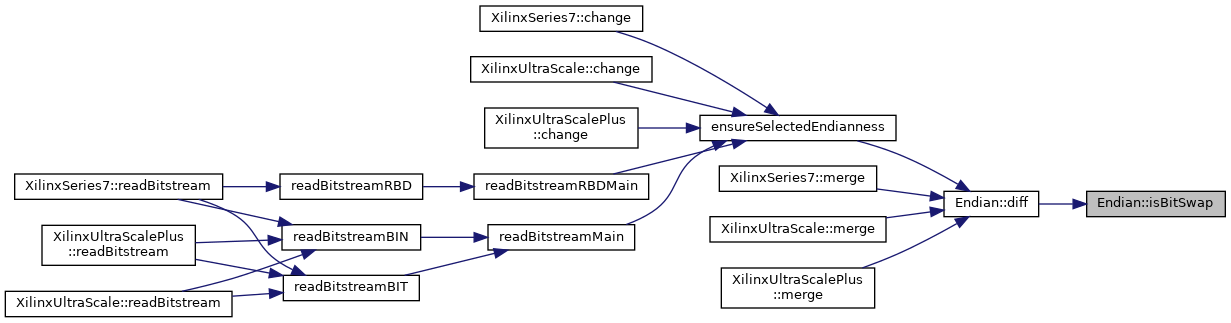 XilinxSeries7::change
XilinxUltraScale::change
XilinxUltraScalePlus
::change
ensureSelectedEndianness
XilinxSeries7::merge
XilinxSeries7::readBitstream
readBitstreamRBD
readBitstreamRBDMain
Endian::diff
Endian::isBitSwap
XilinxUltraScale::merge
XilinxUltraScalePlus
::readBitstream
readBitstreamBIN
readBitstreamMain
XilinxUltraScalePlus
::merge
readBitstreamBIT
XilinxUltraScale::readBitstream